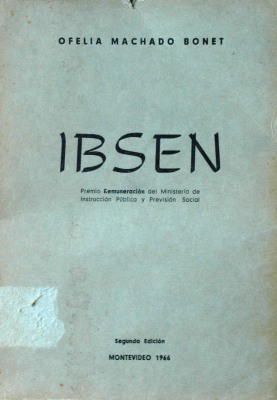 OFELIA MACHADO BONET
IBSEN
Premio Remuneración del Ministerio de
Instrucción Pública y Previsión Social
Segunda Edición
MONTEVIDEO 1966